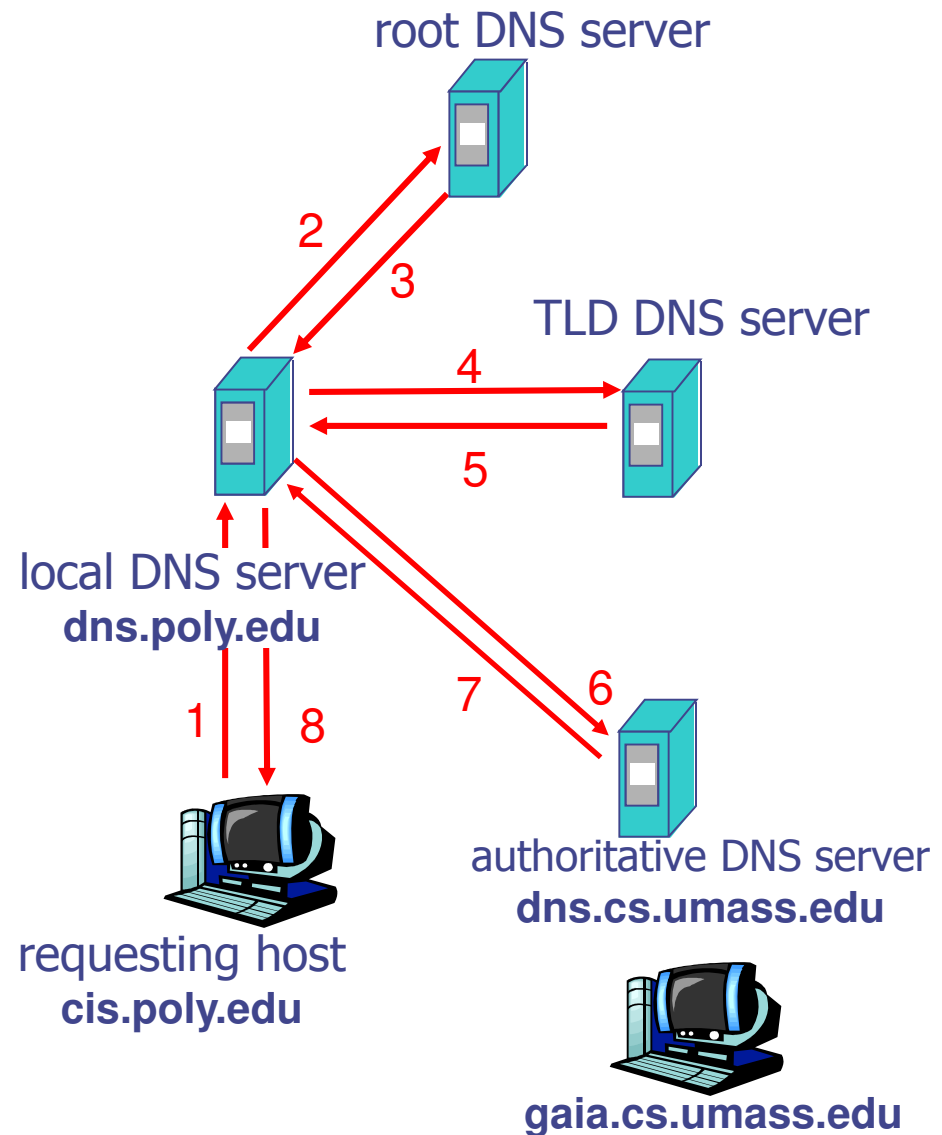 root DNS server
2
3
TLD DNS server
4
5
local DNS server
dns.poly.edu
6
7
1
8
authoritative DNS server
dns.cs.umass.edu
requesting host
cis.poly.edu
gaia.cs.umass.edu